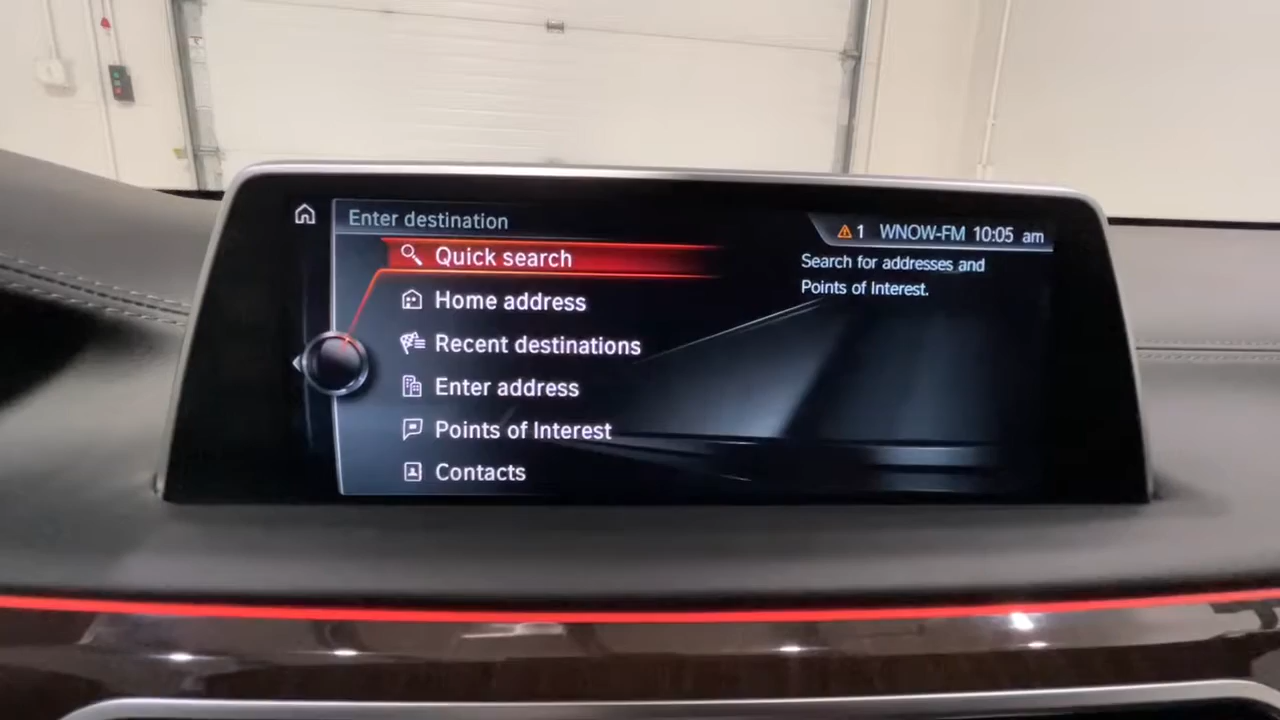 Enter destination
1 WNOW-FM 10:05 am
Quick search
Home address
Recent destinations
Enter address
Points of Interest
Contacts
Search for addresses and
Points of Interest.